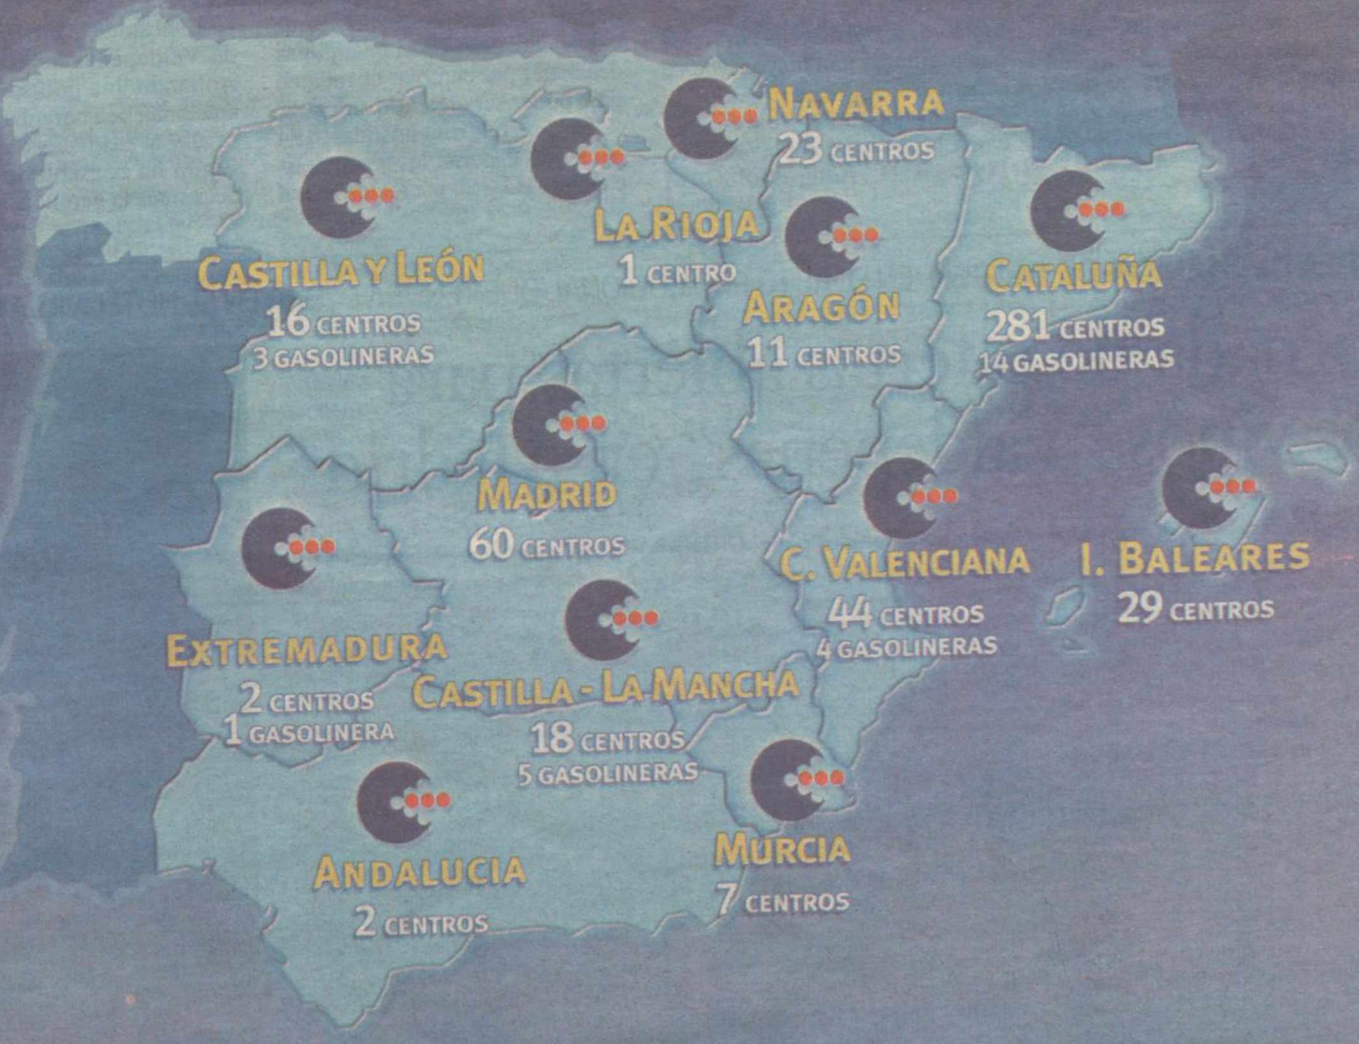 NAVARRA
23 CENTROS
LA RIOJA
1 CENTRO
CASTILLA Y LEÓN
16 CENTROS
3 GASOLINERAS
ARAGÓN
11 CENTROS
CATALUÑA
281 CENTROS
14 GASOLINERAS
MADRID
60 CENTROS
C. VALENCIANA
44 CENTROS
4 GASOLINERAS
I. BALEARES
29 CENTROS
EXTREMADURA
2 CENTROS
1 GASOLINERA
CASTILLA - LA MANCHA
18 CENTROS
5 GASOLINERAS
MURCIA
7 CENTROS
ANDALUCIA
2 CENTROS